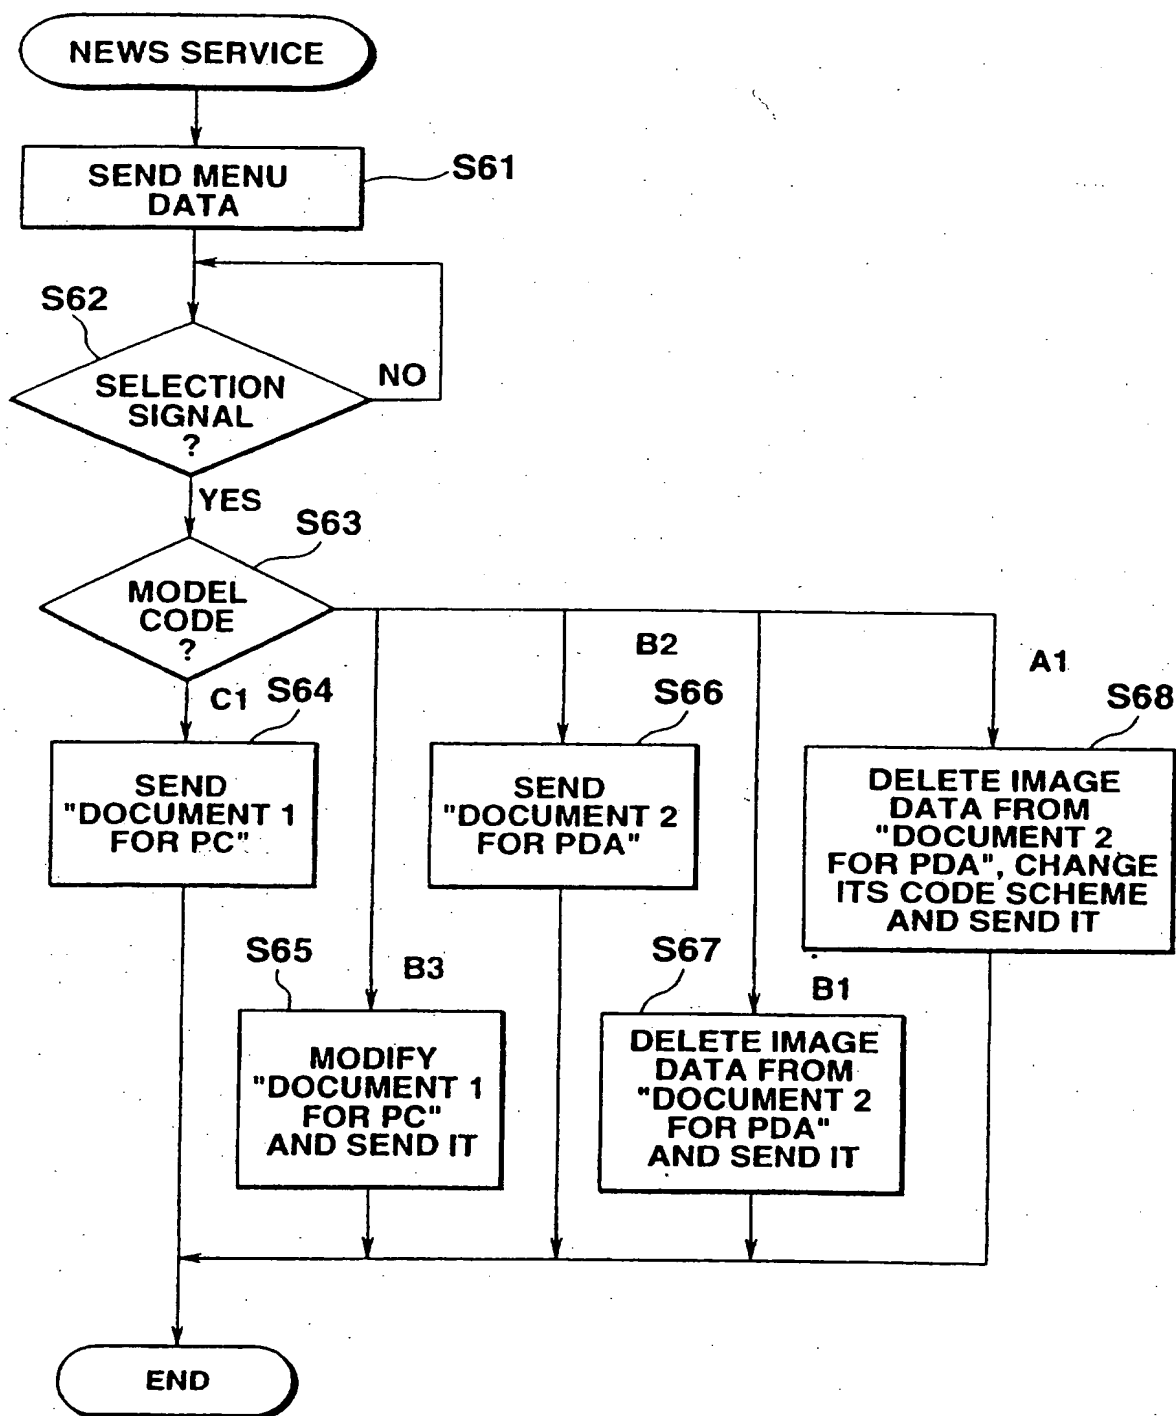 NEWS SERVICE
SEND MENU
DATA
S61
S62
SELECTION
SIGNAL
?
NO
YES
S63
MODEL
CODE
?
C1
S64
SEND
"DOCUMENT 1
FOR PC"
B3
S65
MODIFY
"DOCUMENT 1
FOR PC"
AND SEND IT
B2
S66
SEND
"DOCUMENT 2
FOR PDA"
B1
S67
DELETE IMAGE
DATA FROM
"DOCUMENT 2
FOR PDA"
AND SEND IT
A1
S68
DELETE IMAGE
DATA FROM
"DOCUMENT 2
FOR PDA", CHANGE
ITS CODE SCHEME
AND SEND IT
END